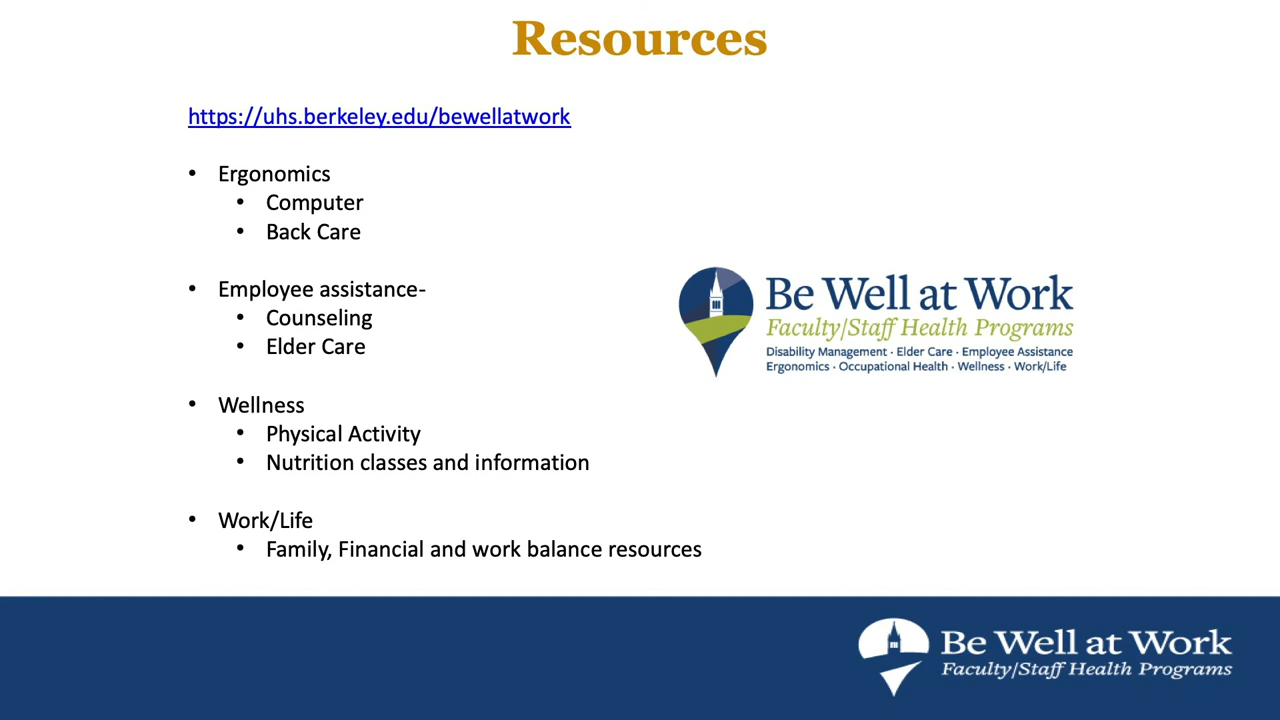 Resources
https://uhs.berkeley.edu/bewellatwork
• Ergonomics
• Computer
• Back Care
• Employee assistance-
• Counseling
• Elder Care
• Wellness
• Physical Activity
• Nutrition classes and information
• Work/Life
• Family, Financial and work balance resources
Be Well at Work
Faculty/Staff Health Programs
Disability Management · Elder Care · Employee Assistance
Ergonomics · Occupational Health · Wellness · Work/Life
Be Well at Work
Faculty/Staff Health Programs